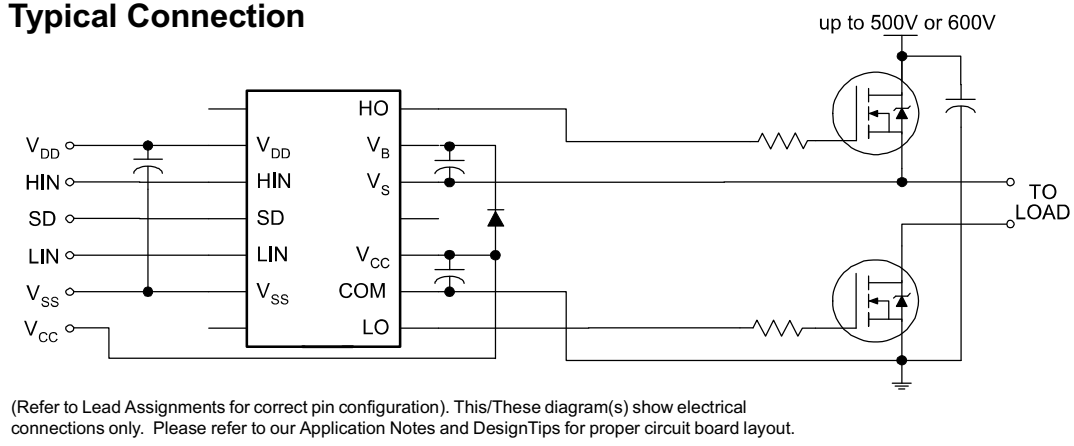 Typical Connection
up to 500V or 600V
HO
V_DD
V_DD
V_B
HIN
HIN
V_S
TO
LOAD
SD
SD
LIN
LIN
V_CC
V_SS
V_SS
COM
V_CC
LO
(Refer to Lead Assignments for correct pin configuration). This/These diagram(s) show electrical
connections only. Please refer to our Application Notes and DesignTips for proper circuit board layout.